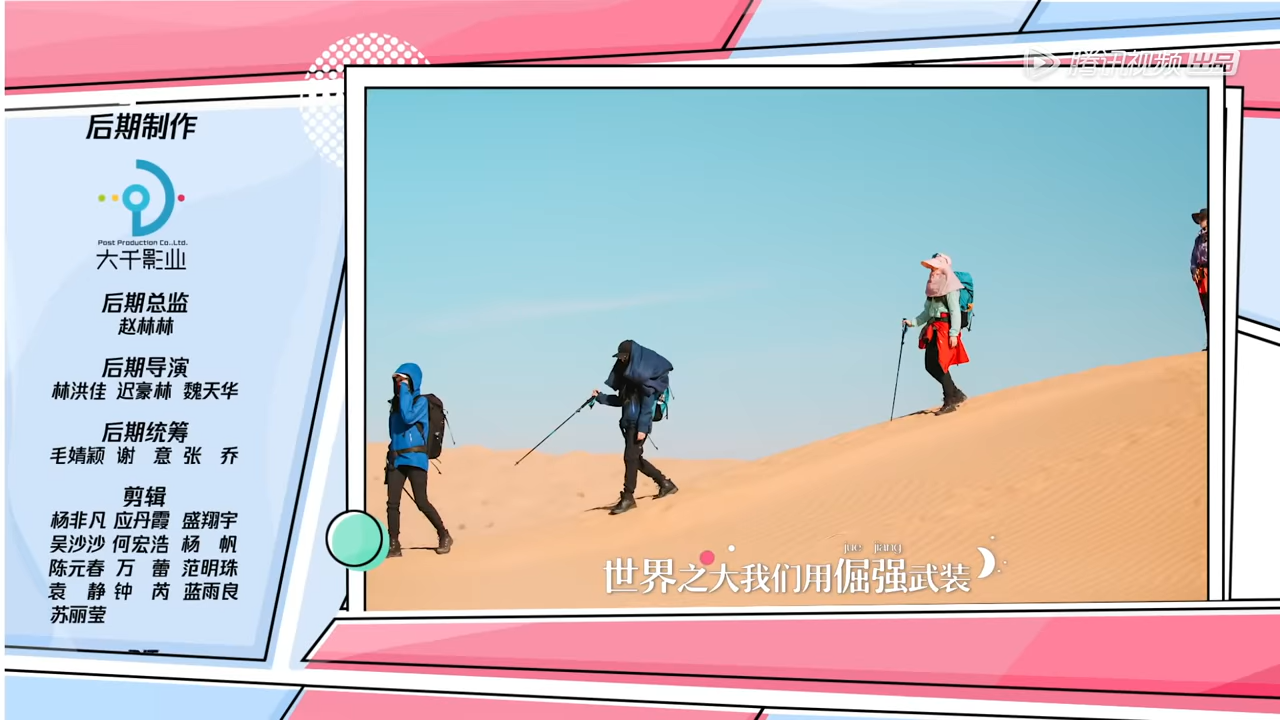 腾讯视频 出品
后期制作
Post Production Co.,Ltd.
大千影业
后期总监
赵林林
后期导演
林洪佳 迟豪林 魏天华
后期统筹
毛婧颖 谢 意 张 乔
剪辑
杨非凡 应丹霞 盛翔宇
吴沙沙 何宏浩 杨 帆
陈元春 万 蕾 范明珠
袁 静 钟 芮 蓝雨良
苏丽莹
jue jiang
世界之大我们用倔强武装